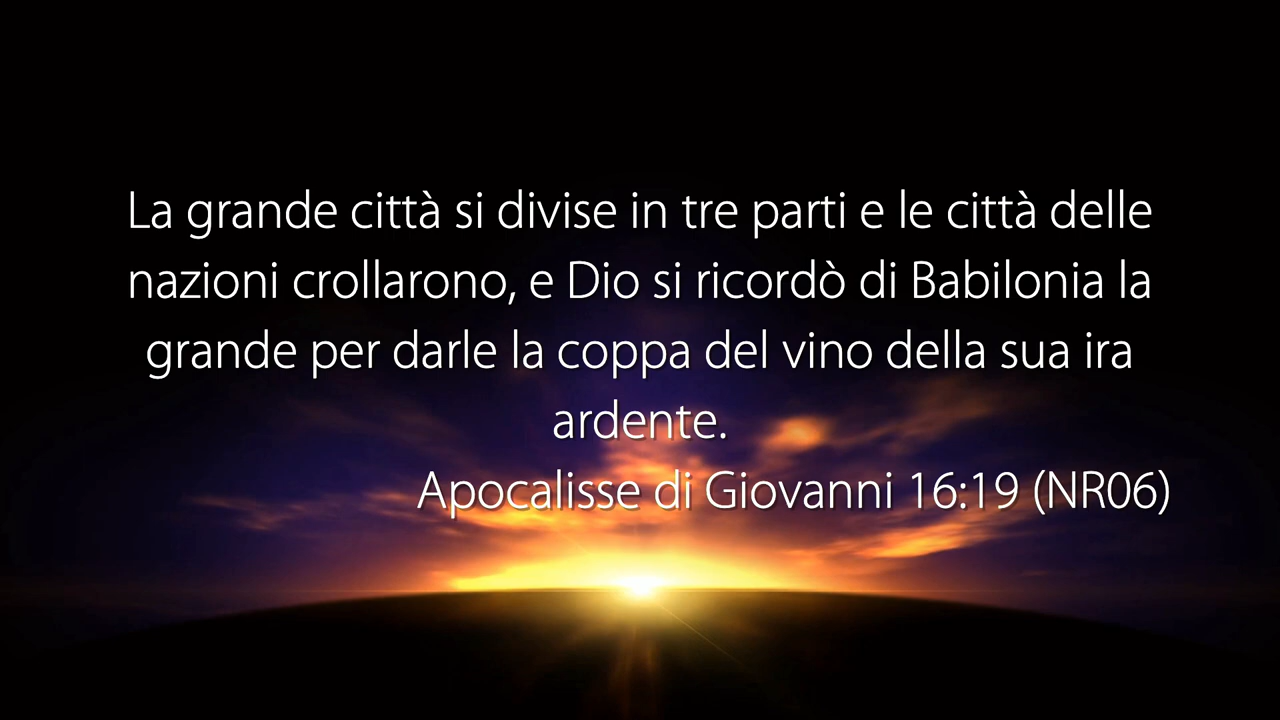 La grande città si divise in tre parti e le città delle
nazioni crollarono, e Dio si ricordò di Babilonia la
grande per darle la coppa del vino della sua ira
ardente.
Apocalisse di Giovanni 16:19 (NR06)